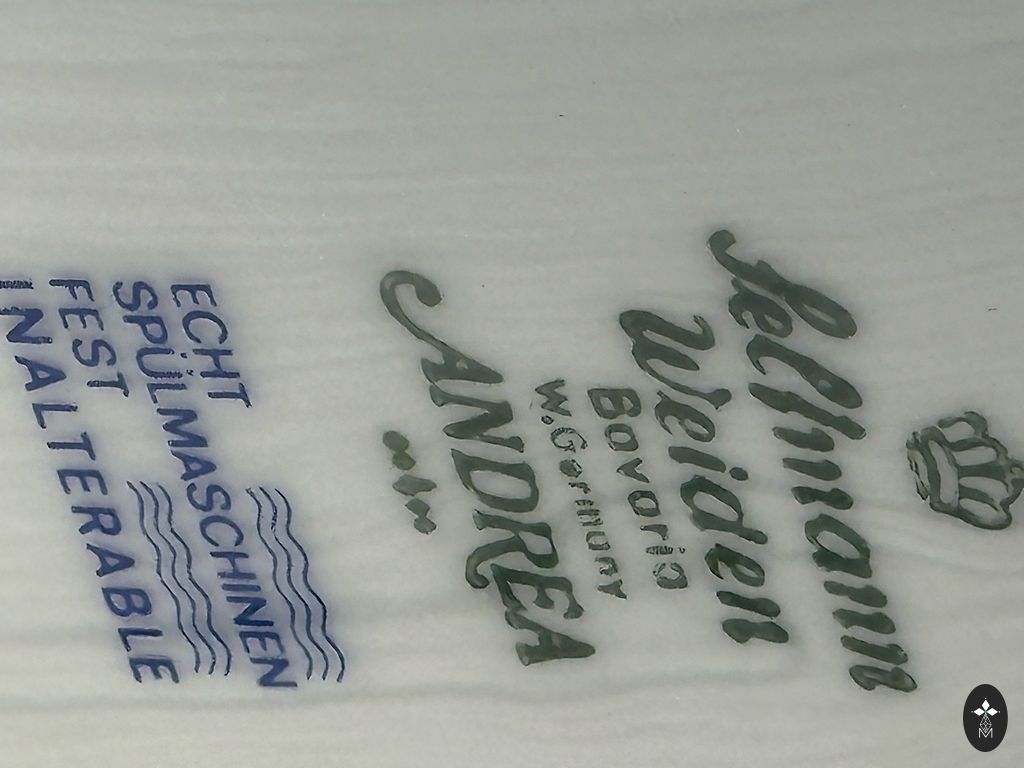 Seltmann
Weiden
Bavaria
W.Germany
ANDREA
ECHT
SPÜLMASCHINEN
FEST
INALTERABLE
M